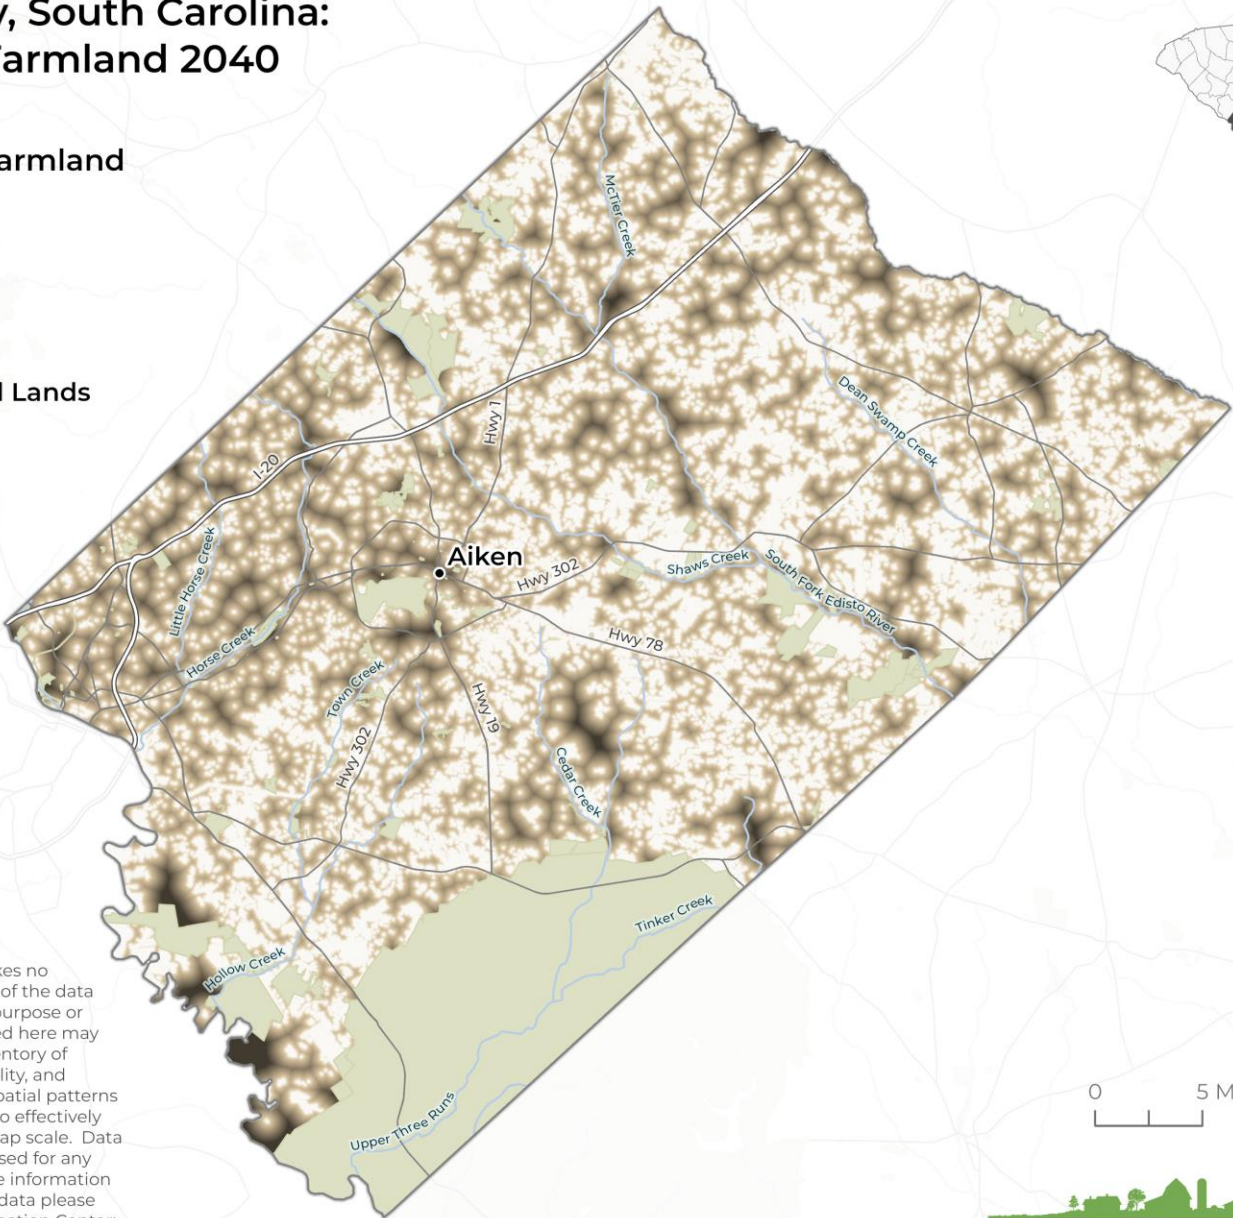 y, South Carolina:
Farmland 2040
armland
l Lands
McTier Creek
Hwy 1
I-20
Dean Swamp Creek
Little Horse Creek
Aiken
Hwy 302
Shaws Creek
South Fork Edisto River
Horse Creek
Hwy 78
Town Creek
Hwy 19
Hwy 302
Cedar Creek
Tinker Creek
Hollow Creek
Upper Three Runs
kes no
of the data
purpose or
ed here may
entory of
lity, and
patial patterns
o effectively
ap scale. Data
sed for any
e information
data please
0 5 M